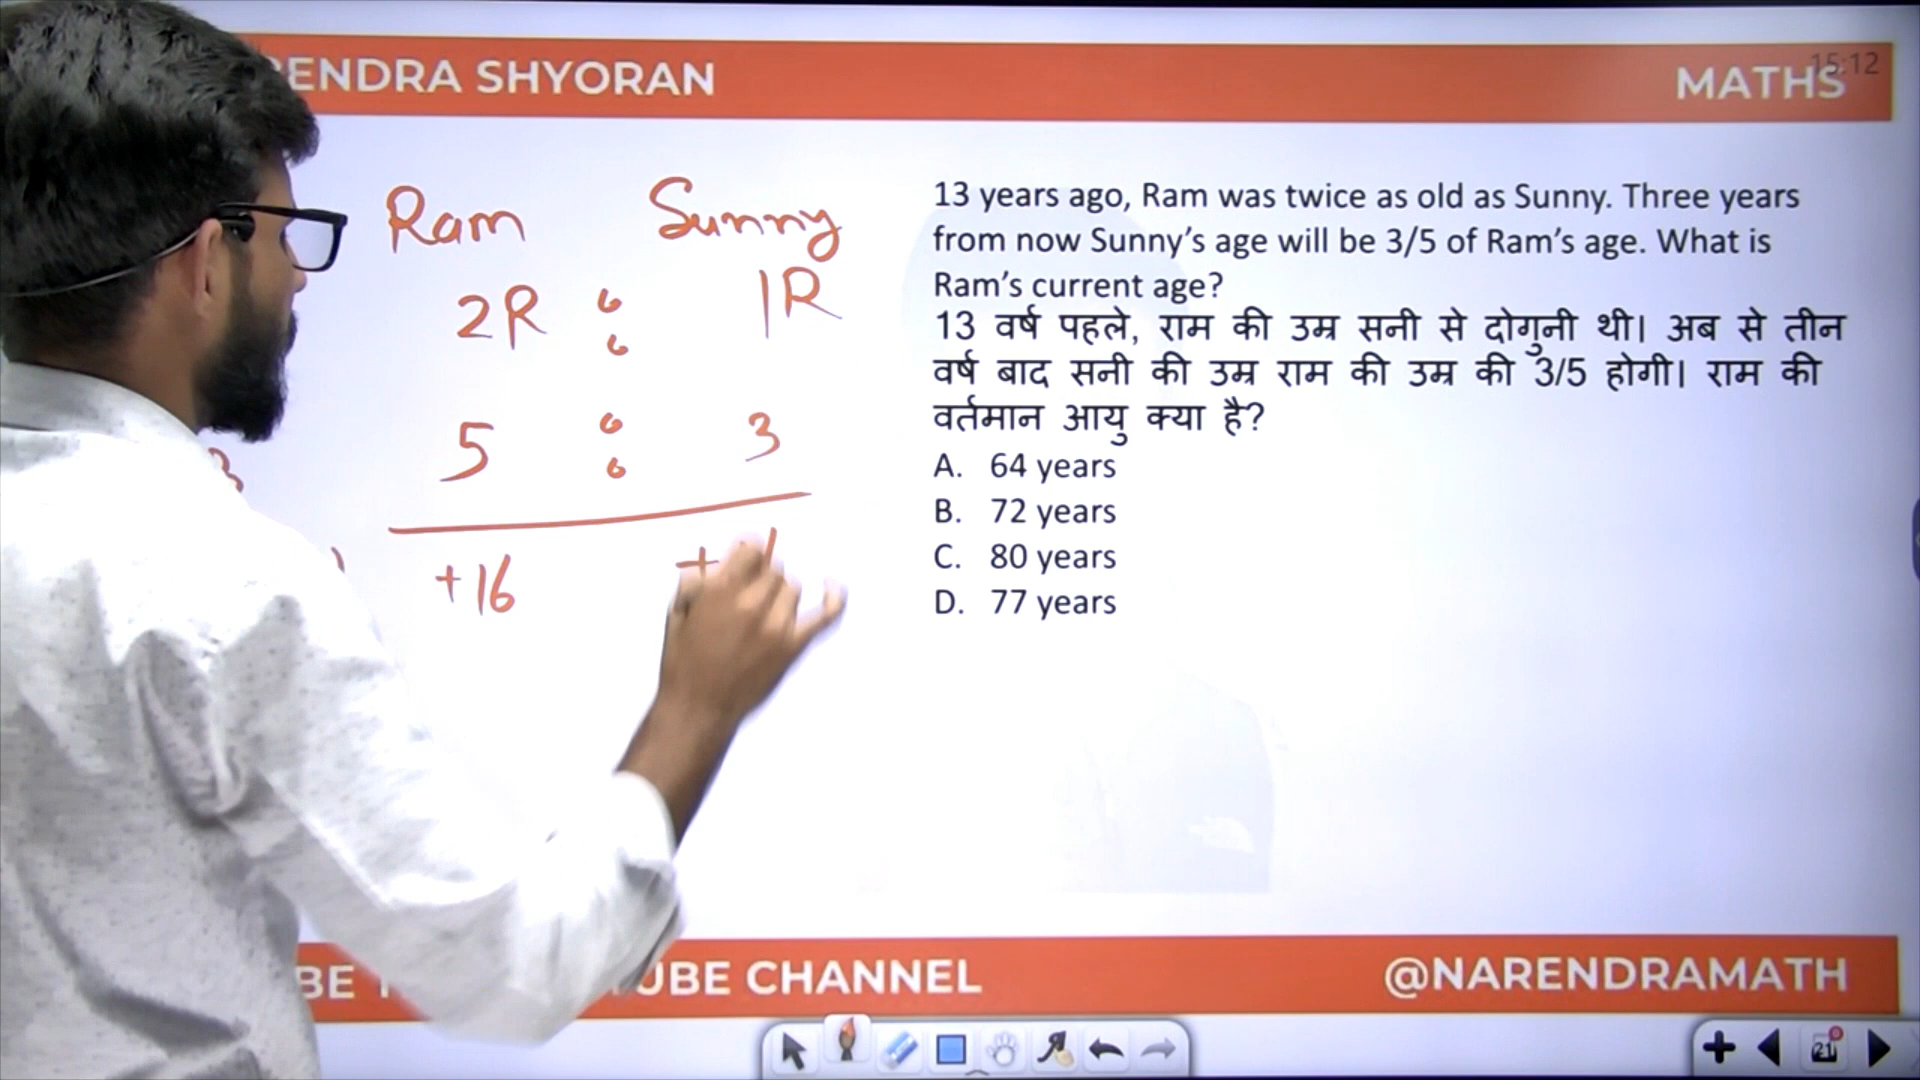 ENDRA SHYORAN
MATHS
15:12
Ram Sunny
2R : 1R
5 : 3
+16 +
13 years ago, Ram was twice as old as Sunny. Three years
from now Sunny’s age will be 3/5 of Ram’s age. What is
Ram’s current age?
13 वर्ष पहले, राम की उम्र सनी से दोगुनी थी। अब से तीन
वर्ष बाद सनी की उम्र राम की उम्र की 3/5 होगी। राम की
वर्तमान आयु क्या है?
A. 64 years
B. 72 years
C. 80 years
D. 77 years
BE
UBE CHANNEL
@NARENDRAMATH
21